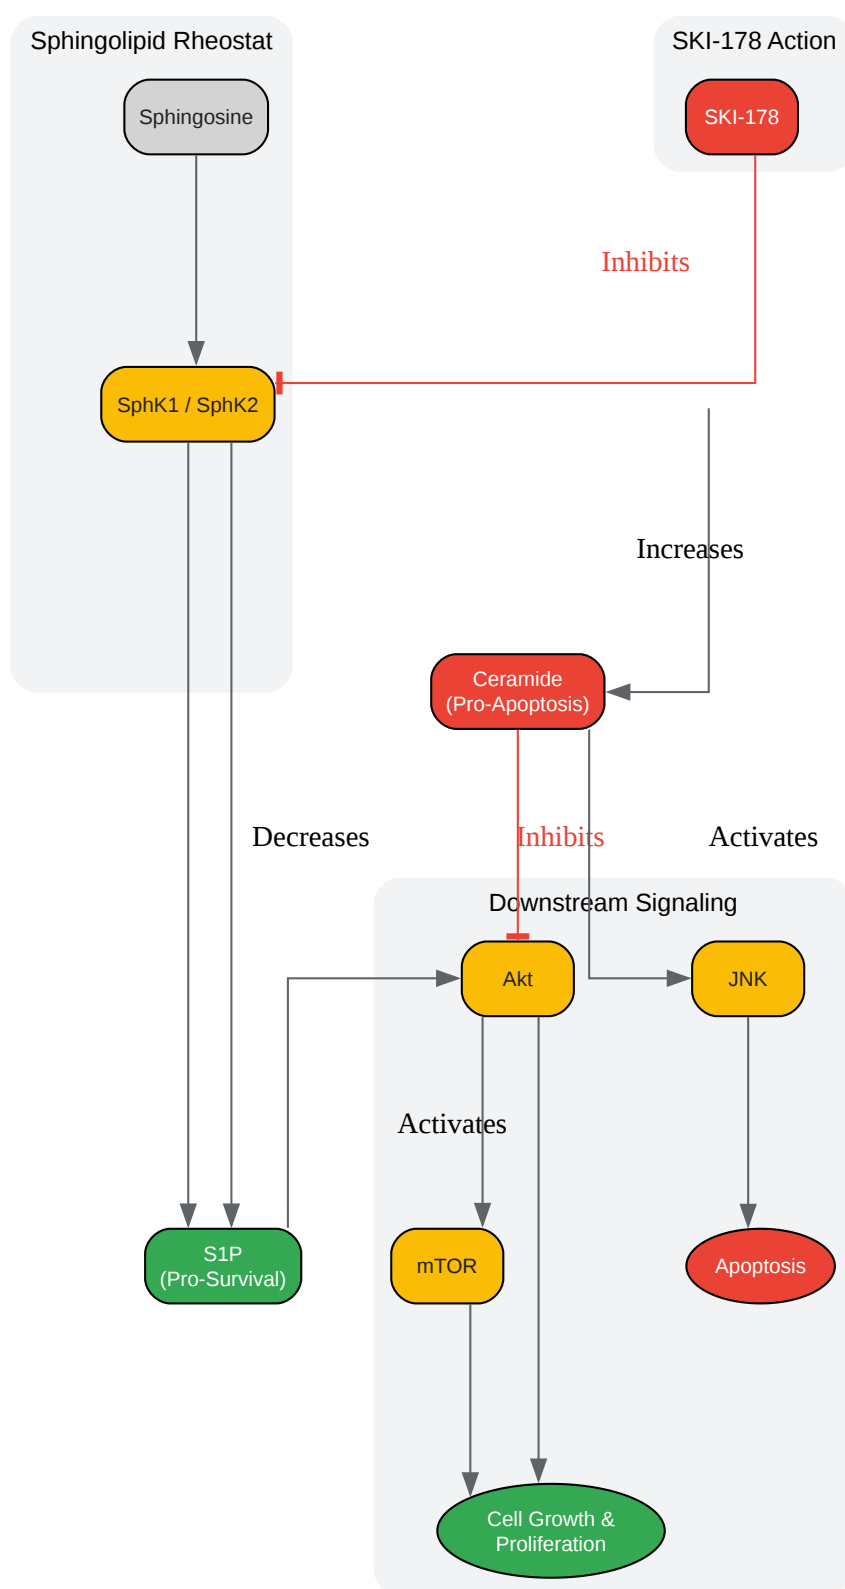 Sphingolipid Rheostat
SKI-178 Action
Sphingosine
SKI-178
Inhibits
SphK1 / SphK2
Increases
Ceramide
(Pro-Apoptosis)
Decreases
Inhibits
Activates
Downstream Signaling
Akt
JNK
Activates
S1P
(Pro-Survival)
mTOR
Apoptosis
Cell Growth &
Proliferation